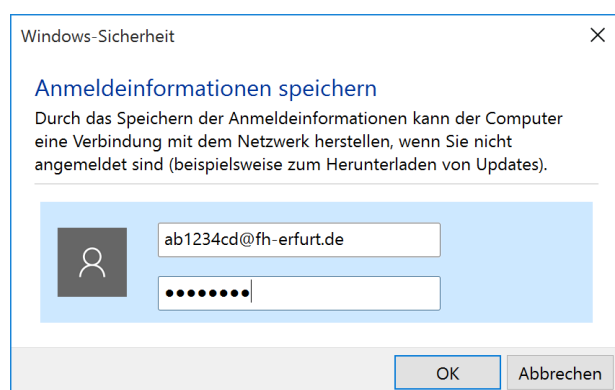 Windows-Sicherheit
Anmeldeinformationen speichern
Durch das Speichern der Anmeldeinformationen kann der Computer
eine Verbindung mit dem Netzwerk herstellen, wenn Sie nicht
angemeldet sind (beispielsweise zum Herunterladen von Updates).
ab1234cd@fh-erfurt.de
●●●●●●●●
OK Abbrechen